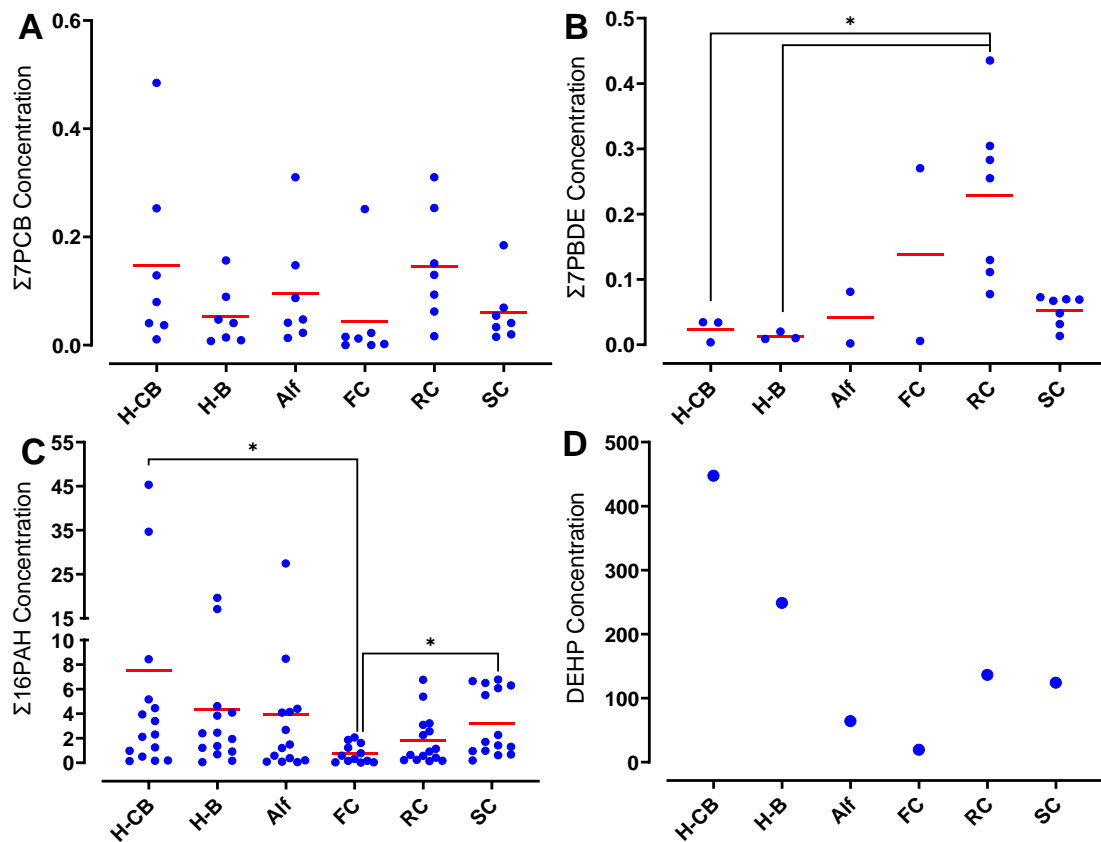 A
Σ7PCB Concentration
0.6
0.4
0.2
0.0
H-CB
H-B
Alf
FC
RC
SC
B
Σ7PBDE Concentration
0.5
0.4
0.3
0.2
0.1
0.0
*
H-CB
H-B
Alf
FC
RC
SC
C
Σ16PAH Concentration
55
45
35
25
15
10
8
6
4
2
0
*
*
H-CB
H-B
Alf
FC
RC
SC
D
DEHP Concentration
500
400
300
200
100
0
H-CB
H-B
Alf
FC
RC
SC